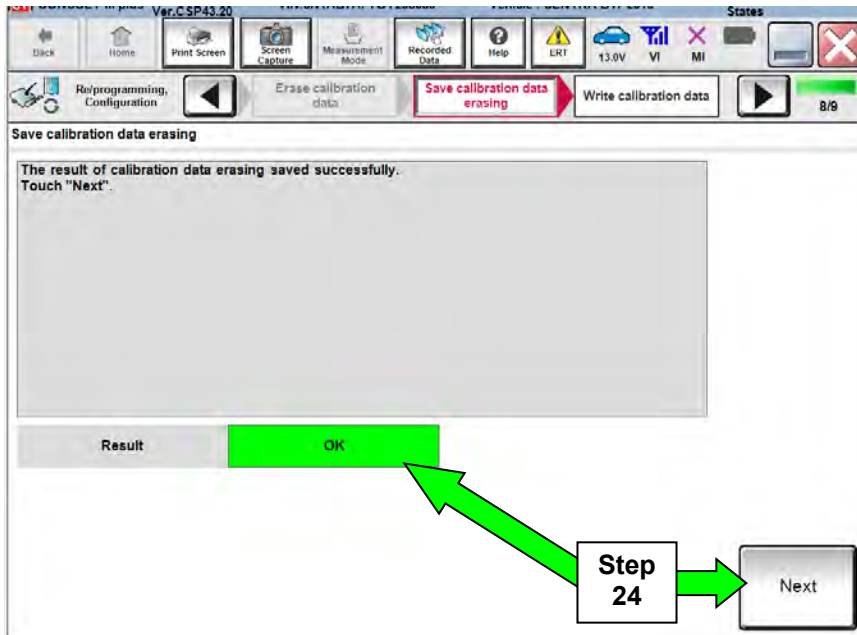 Ver.CSP43.20
States
Back
Home
Print Screen
Screen
Capture
Measurement
Mode
Recorded
Data
Help
ERT
13.0V
VI
MI
Re/programming,
Configuration
Erase calibration
data
Save calibration data
erasing
Write calibration data
8/9
Save calibration data erasing
The result of calibration data erasing saved successfully.
Touch "Next".
Result
OK
Step
24
Next